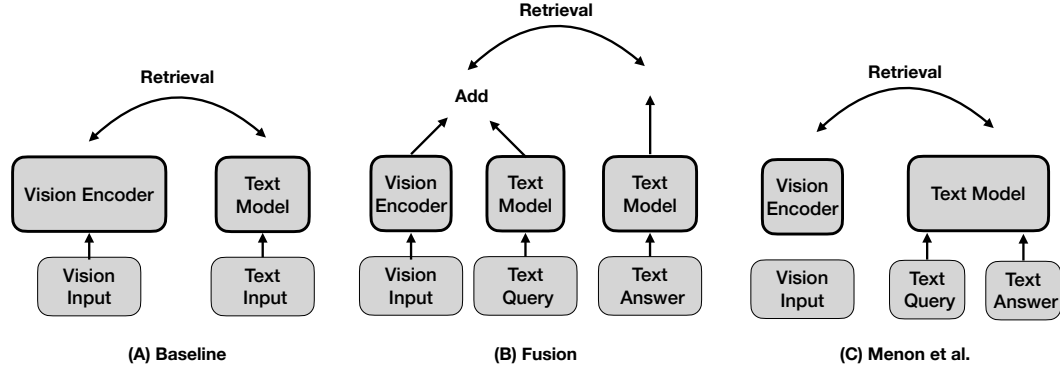 Retrieval
Vision Encoder
Text
Model
Vision
Input
Text
Input
(A) Baseline
Retrieval
Add
Vision
Encoder
Text
Model
Text
Model
Vision
Input
Text
Query
Text
Answer
(B) Fusion
Retrieval
Vision
Encoder
Text Model
Vision
Input
Text
Query
Text
Answer
(C) Menon et al.